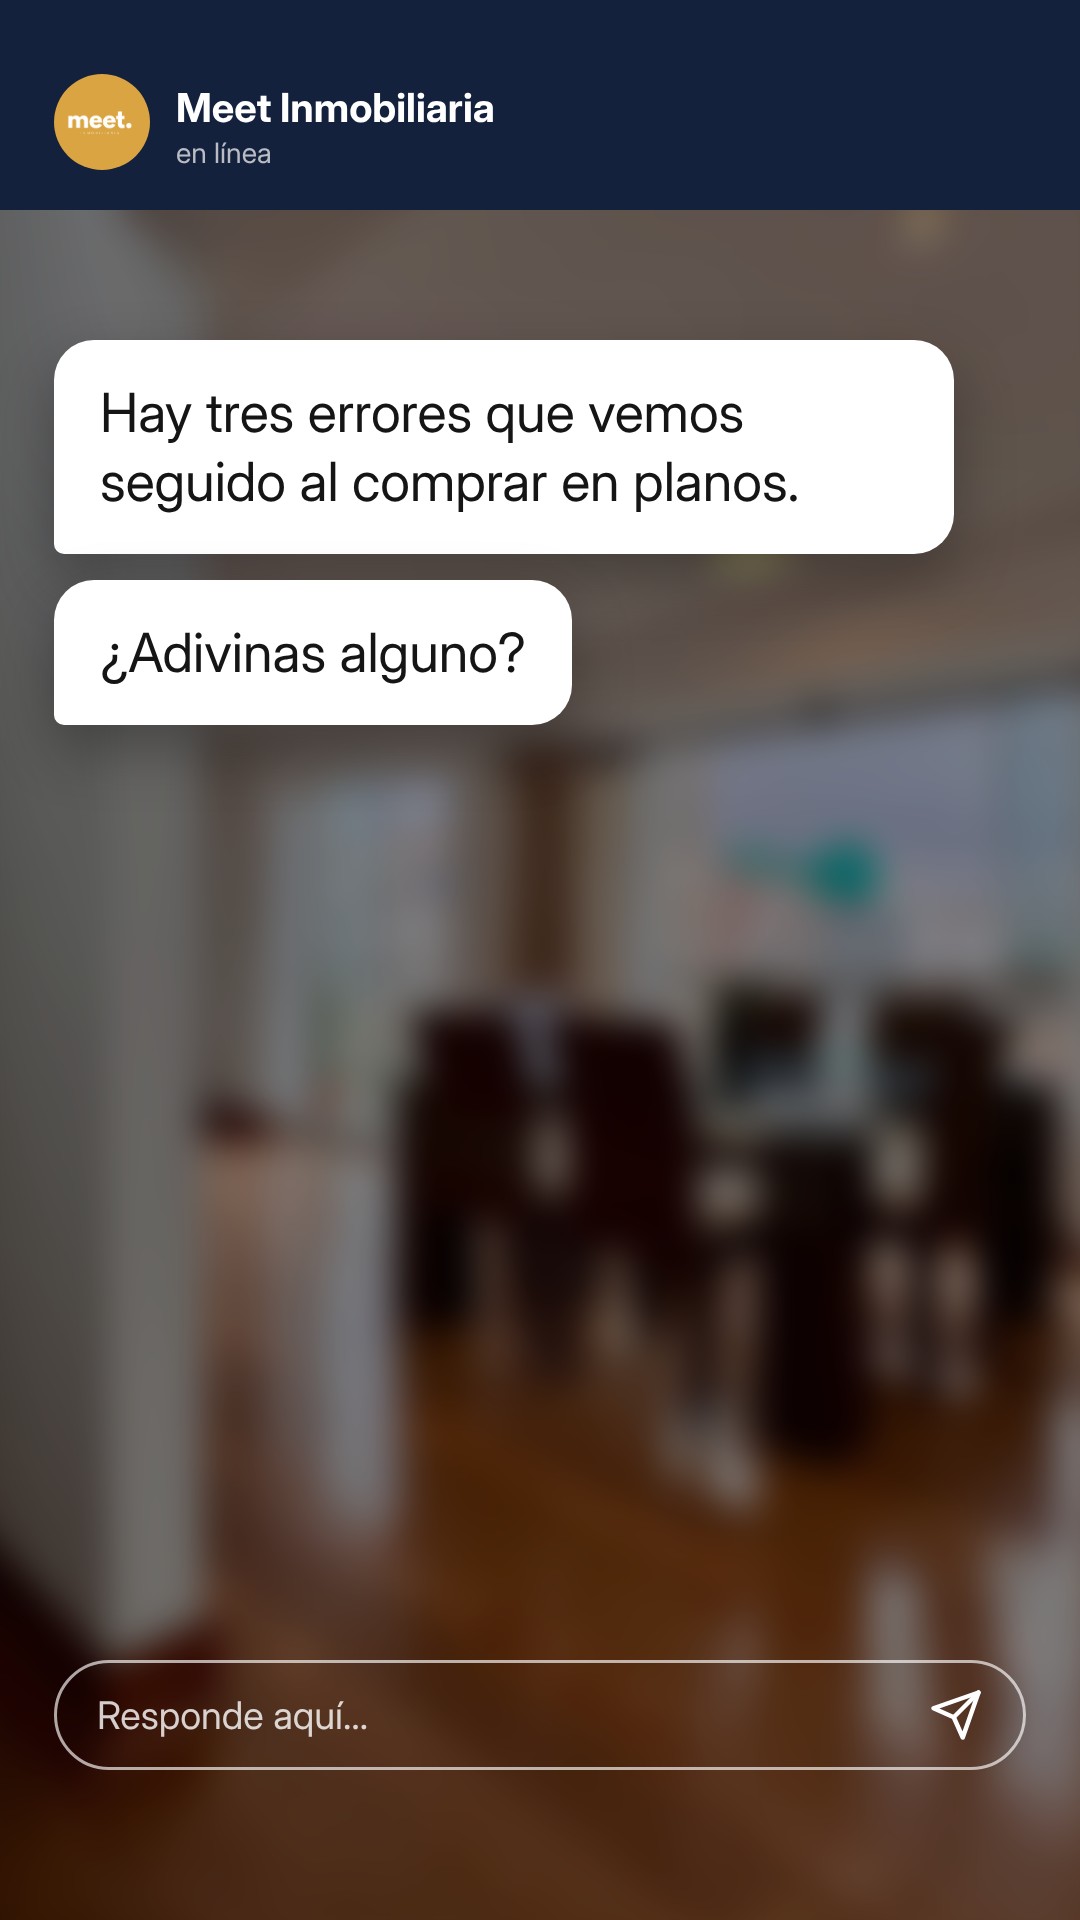 meet.
Meet Inmobiliaria
en línea
Hay tres errores que vemos
seguido al comprar en planos.
¿Adivinas alguno?
Responde aquí...